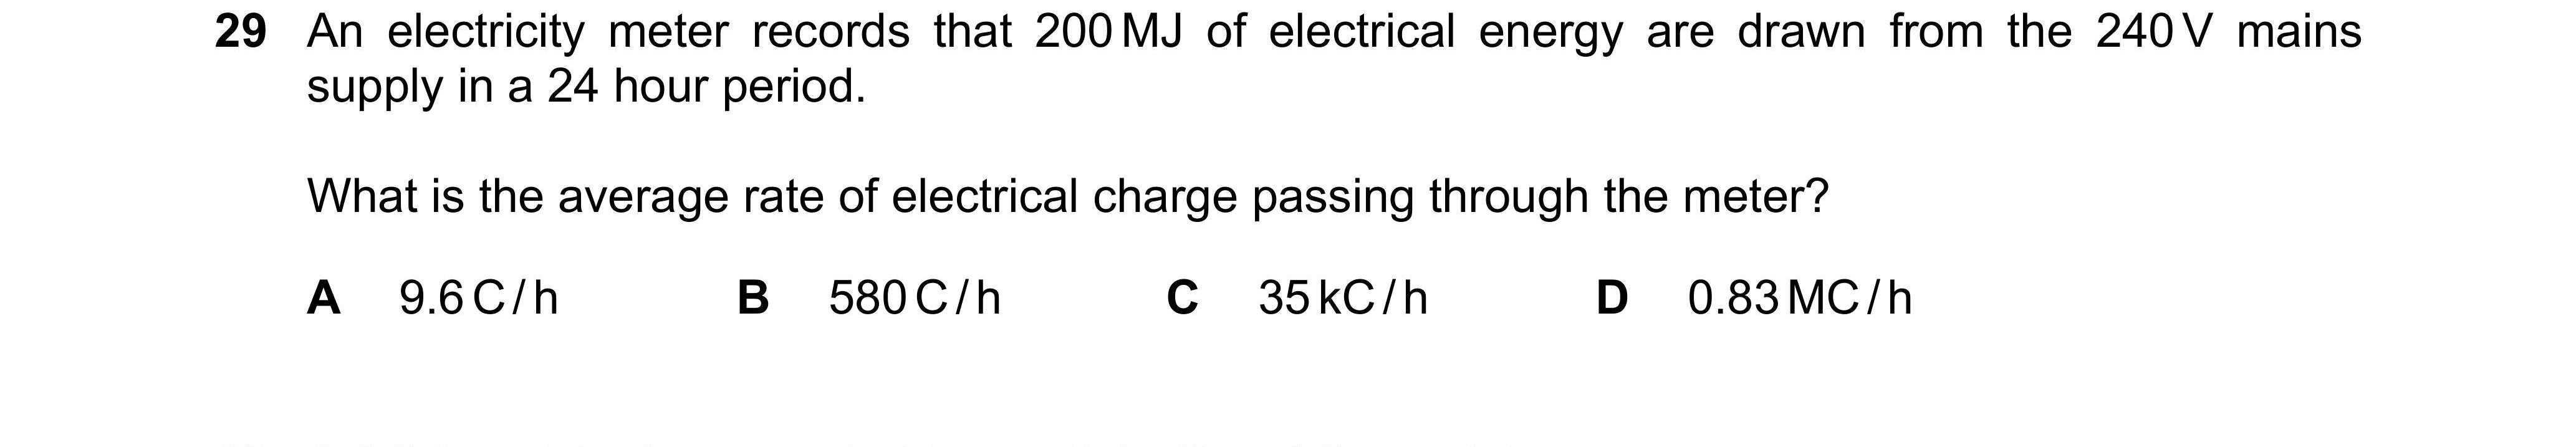 29 An electricity meter records that 200 MJ of electrical energy are drawn from the 240 V mains
supply in a 24 hour period.
What is the average rate of electrical charge passing through the meter?
A 9.6 C / h B 580 C / h C 35 kC / h D 0.83 MC / h